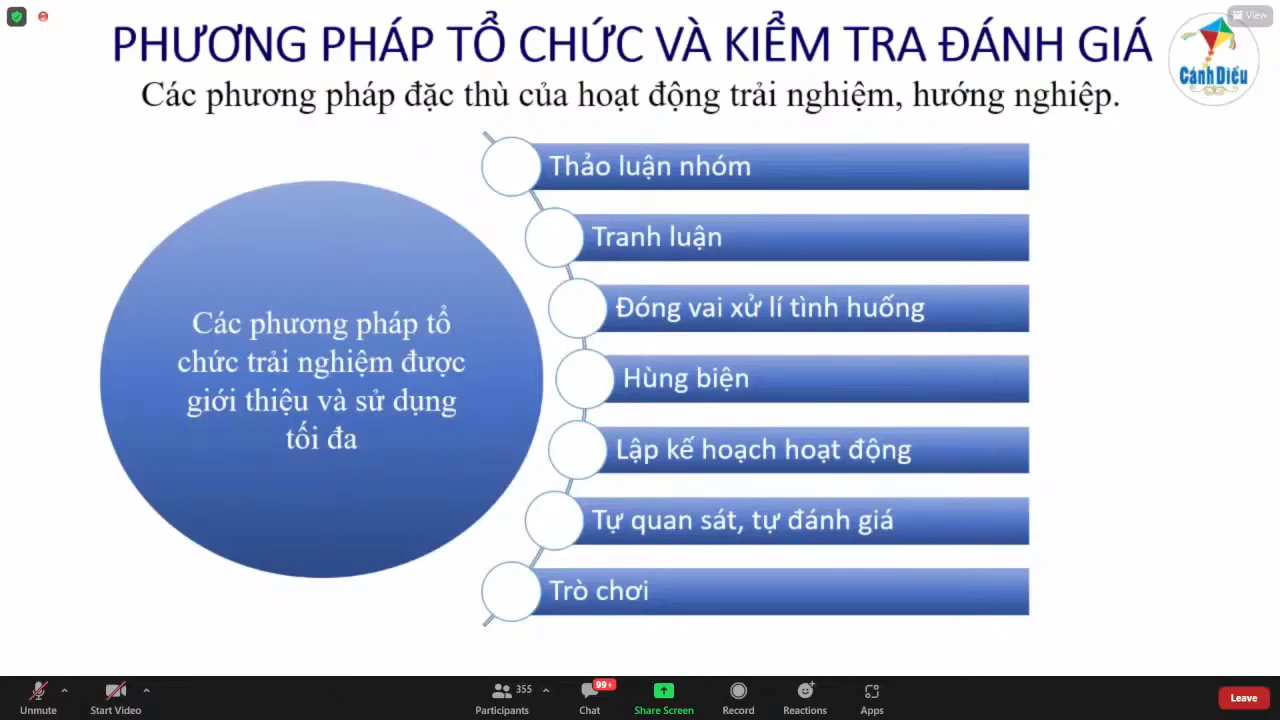 View
PHƯƠNG PHÁP TỔ CHỨC VÀ KIỂM TRA ĐÁNH GIÁ
Cánh Diều
Các phương pháp đặc thù của hoạt động trải nghiệm, hướng nghiệp.
Các phương pháp tổ
chức trải nghiệm được
giới thiệu và sử dụng
tối đa
Thảo luận nhóm
Tranh luận
Đóng vai xử lí tình huống
Hùng biện
Lập kế hoạch hoạt động
Tự quan sát, tự đánh giá
Trò chơi
Unmute
Start Video
355
Participants
99+
Chat
Share Screen
Record
Reactions
Apps
Leave